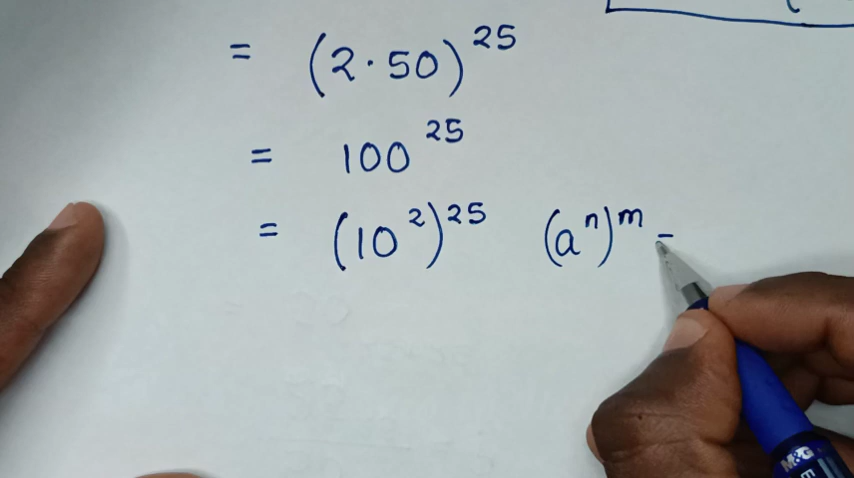 = (2·50)^25
= 100^25
= (10^2)^25 (a^n)^m -
M&G